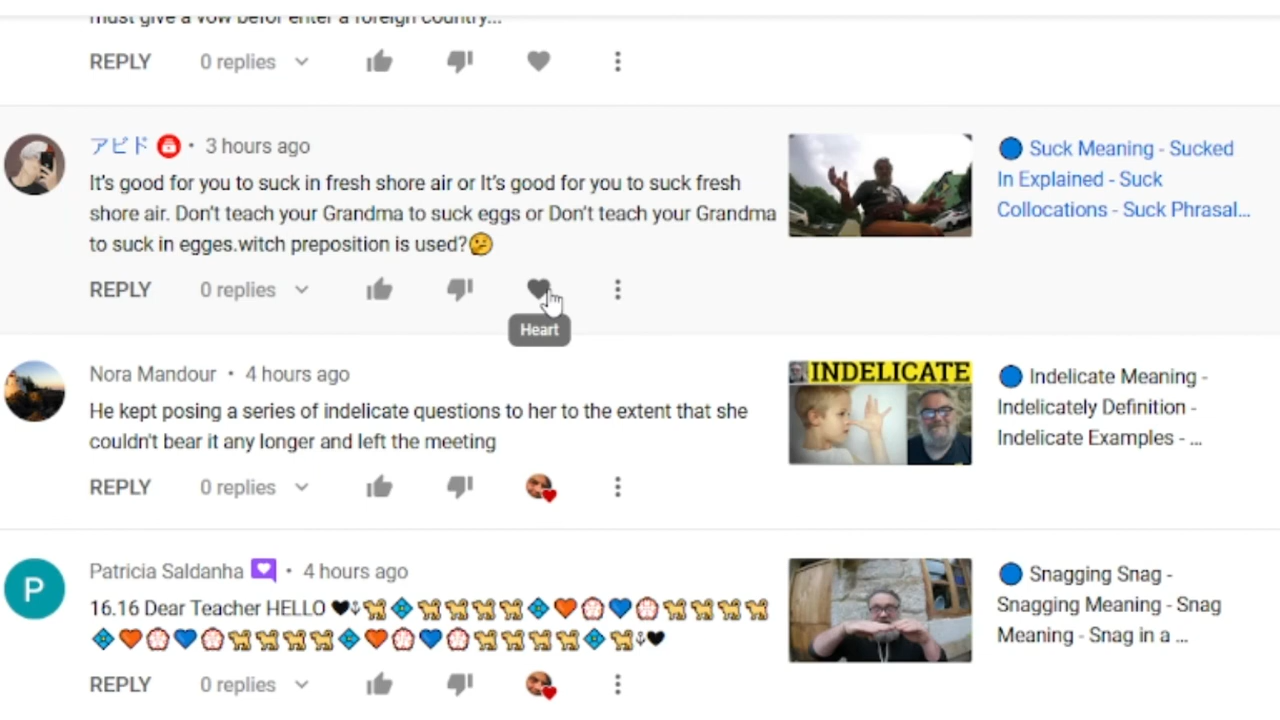 must give a vow befor enter a foreign country...
REPLY 0 replies
アビド • 3 hours ago
It's good for you to suck in fresh shore air or It's good for you to suck fresh
shore air. Don't teach your Grandma to suck eggs or Don't teach your Grandma
to suck in egges.witch preposition is used?🫤
REPLY 0 replies
Heart
🔵 Suck Meaning - Sucked
In Explained - Suck
Collocations - Suck Phrasal...
Nora Mandour • 4 hours ago
He kept posing a series of indelicate questions to her to the extent that she
couldn't bear it any longer and left the meeting
REPLY 0 replies
INDELICATE
🔵 Indelicate Meaning -
Indelicately Definition -
Indelicate Examples - ...
P
Patricia Saldanha • 4 hours ago
16.16 Dear Teacher HELLO 🖤⚓🐕💠🐕🐕🐕🐕💠🧡🏐💙🏐🐕🐕🐕🐕
💠🧡🏐💙🏐🐕🐕🐕🐕💠🧡🏐💙🏐🐕🐕🐕🐕💠🐕⚓🖤
REPLY 0 replies
🔵 Snagging Snag -
Snagging Meaning - Snag
Meaning - Snag in a ...